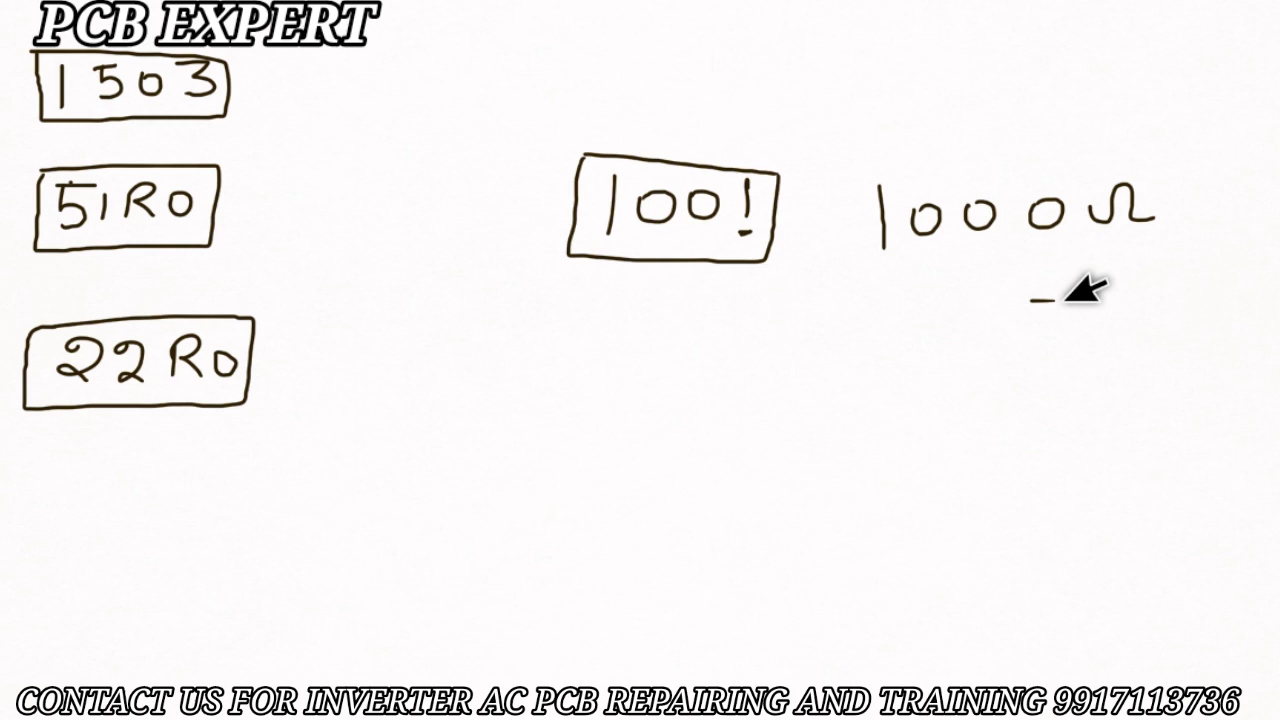 PCB EXPERT
1503
51R0
1001 1000Ω
22R0
CONTACT US FOR INVERTER AC PCB REPAIRING AND TRAINING 9917113736